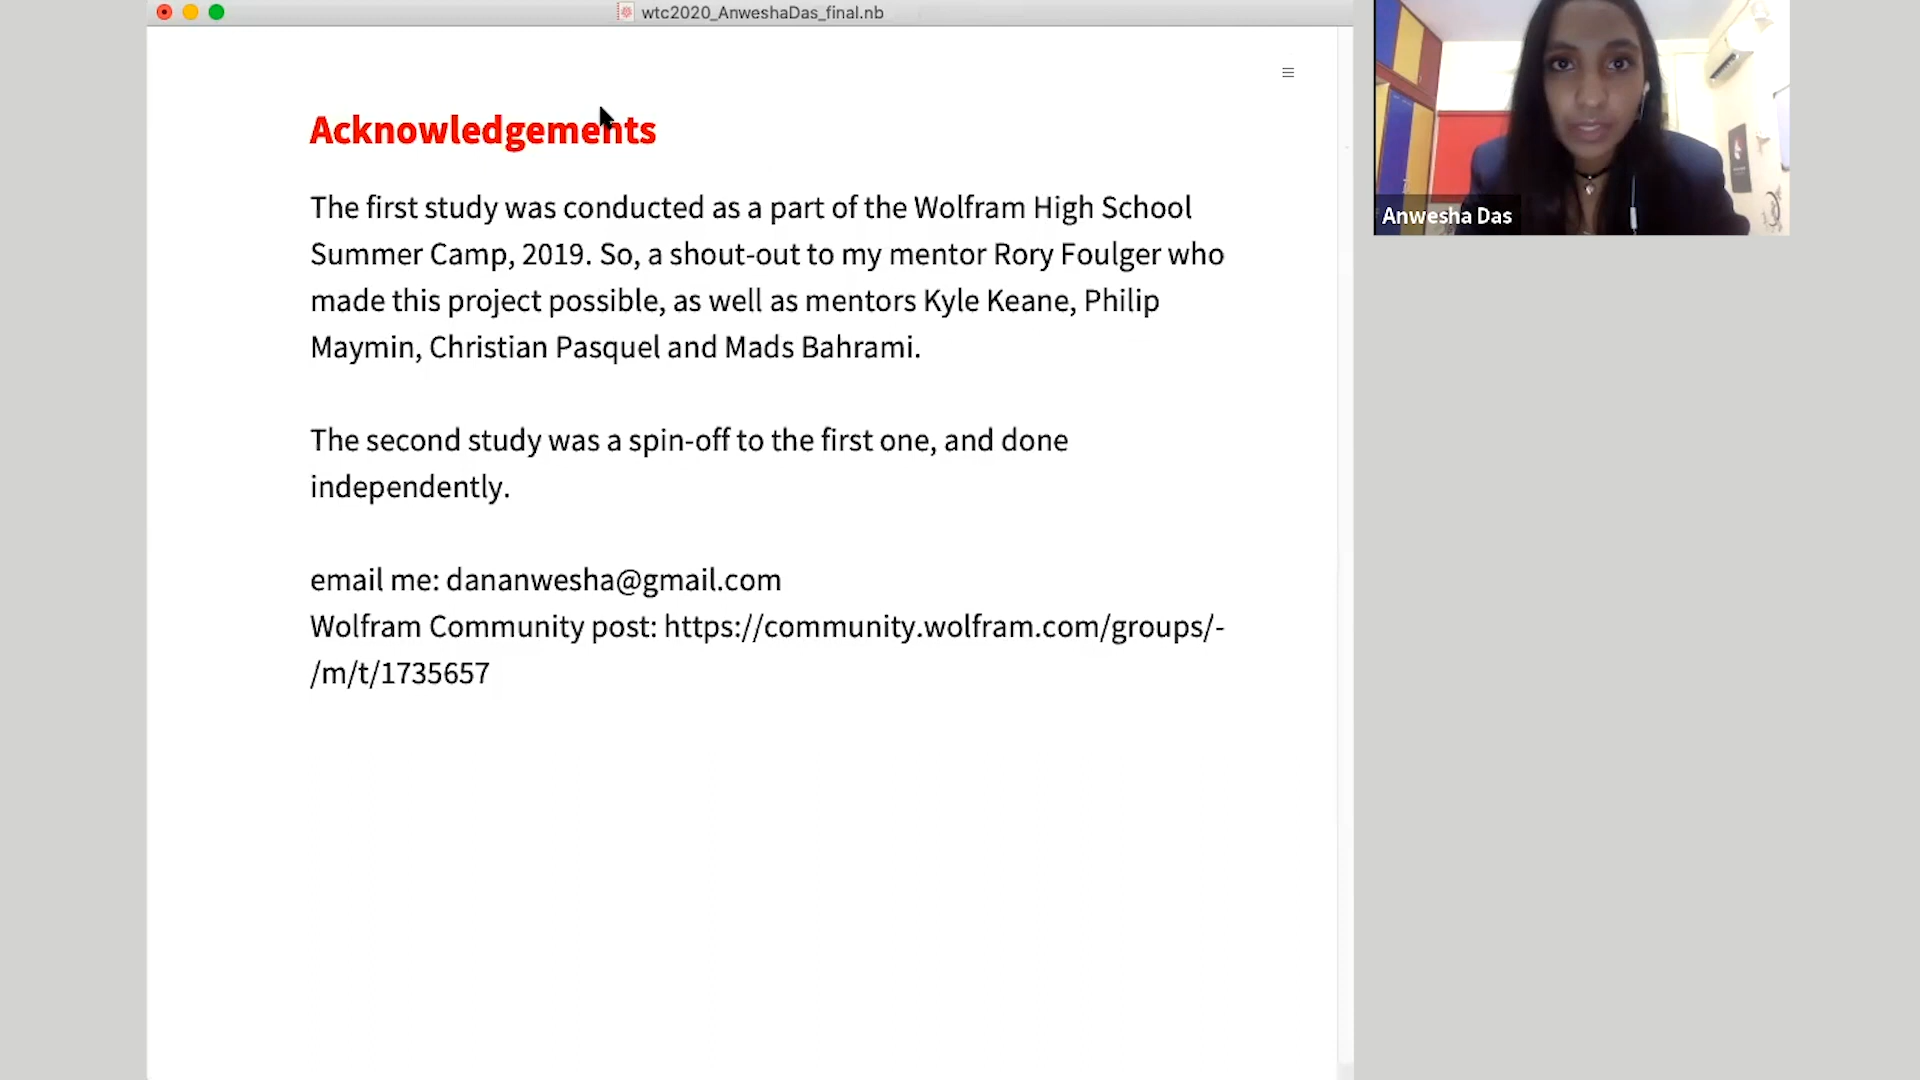 wtc2020_AnweshaDas_final.nb
Acknowledgements
The first study was conducted as a part of the Wolfram High School
Summer Camp, 2019. So, a shout-out to my mentor Rory Foulger who
made this project possible, as well as mentors Kyle Keane, Philip
Maymin, Christian Pasquel and Mads Bahrami.
The second study was a spin-off to the first one, and done
independently.
email me: dananwesha@gmail.com
Wolfram Community post: https://community.wolfram.com/groups/-
/m/t/1735657
Anwesha Das